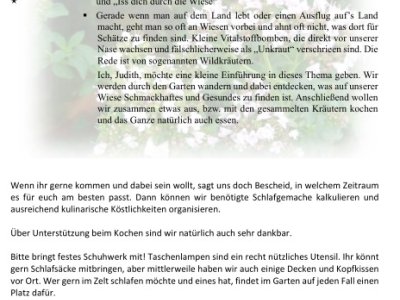 und „Iss dich durch die Wiese“
▪ Gerade wenn man auf dem Land lebt oder einen Ausflug auf's Land
macht, geht man so oft an Wiesen vorbei und ahnt oft nicht, was dort für
Schätze zu finden sind. Kleine Vitalstoffbomben, die direkt vor unserer
Nase wachsen und fälschlicherweise als „Unkraut“ verschrieen sind. Die
Rede ist von sogenannten Wildkräutern.
Ich, Judith, möchte eine kleine Einführung in dieses Thema geben. Wir
werden durch den Garten wandern und dabei entdecken, was auf unserer
Wiese Schmackhaftes und Gesundes zu finden ist. Anschließend wollen
wir zusammen etwas aus, bzw. mit den gesammelten Kräutern kochen
und das Ganze natürlich auch essen.
Wenn ihr gerne kommen und dabei sein wollt, sagt uns doch Bescheid, in welchem Zeitraum
es für euch am besten passt. Dann können wir benötigte Schlafgemache kalkulieren und
ausreichend kulinarische Köstlichkeiten organisieren.
Über Unterstützung beim Kochen sind wir natürlich auch sehr dankbar.
Bitte bringt festes Schuhwerk mit! Taschenlampen sind ein recht nützliches Utensil. Ihr könnt
gern Schlafsäcke mitbringen, aber mittlerweile haben wir auch einige Decken und Kopfkissen
vor Ort. Wer gern im Zelt schlafen möchte und eines hat, findet im Garten auf jeden Fall einen
Platz dafür.